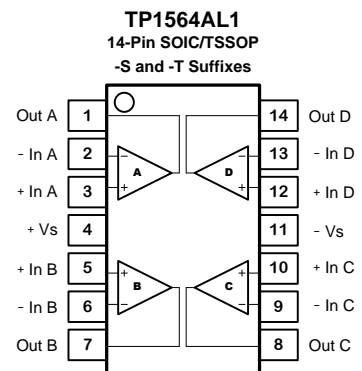 TP1564AL1
14-Pin SOIC/TSSOP
-S and -T Suffixes
Out A 1 14 Out D
- In A 2 - - 13 - In D
+ In A 3 + A D + 12 + In D
+ Vs 4 11 - Vs
+ In B 5 + + 10 + In C
- In B 6 - B C - 9 - In C
Out B 7 8 Out C